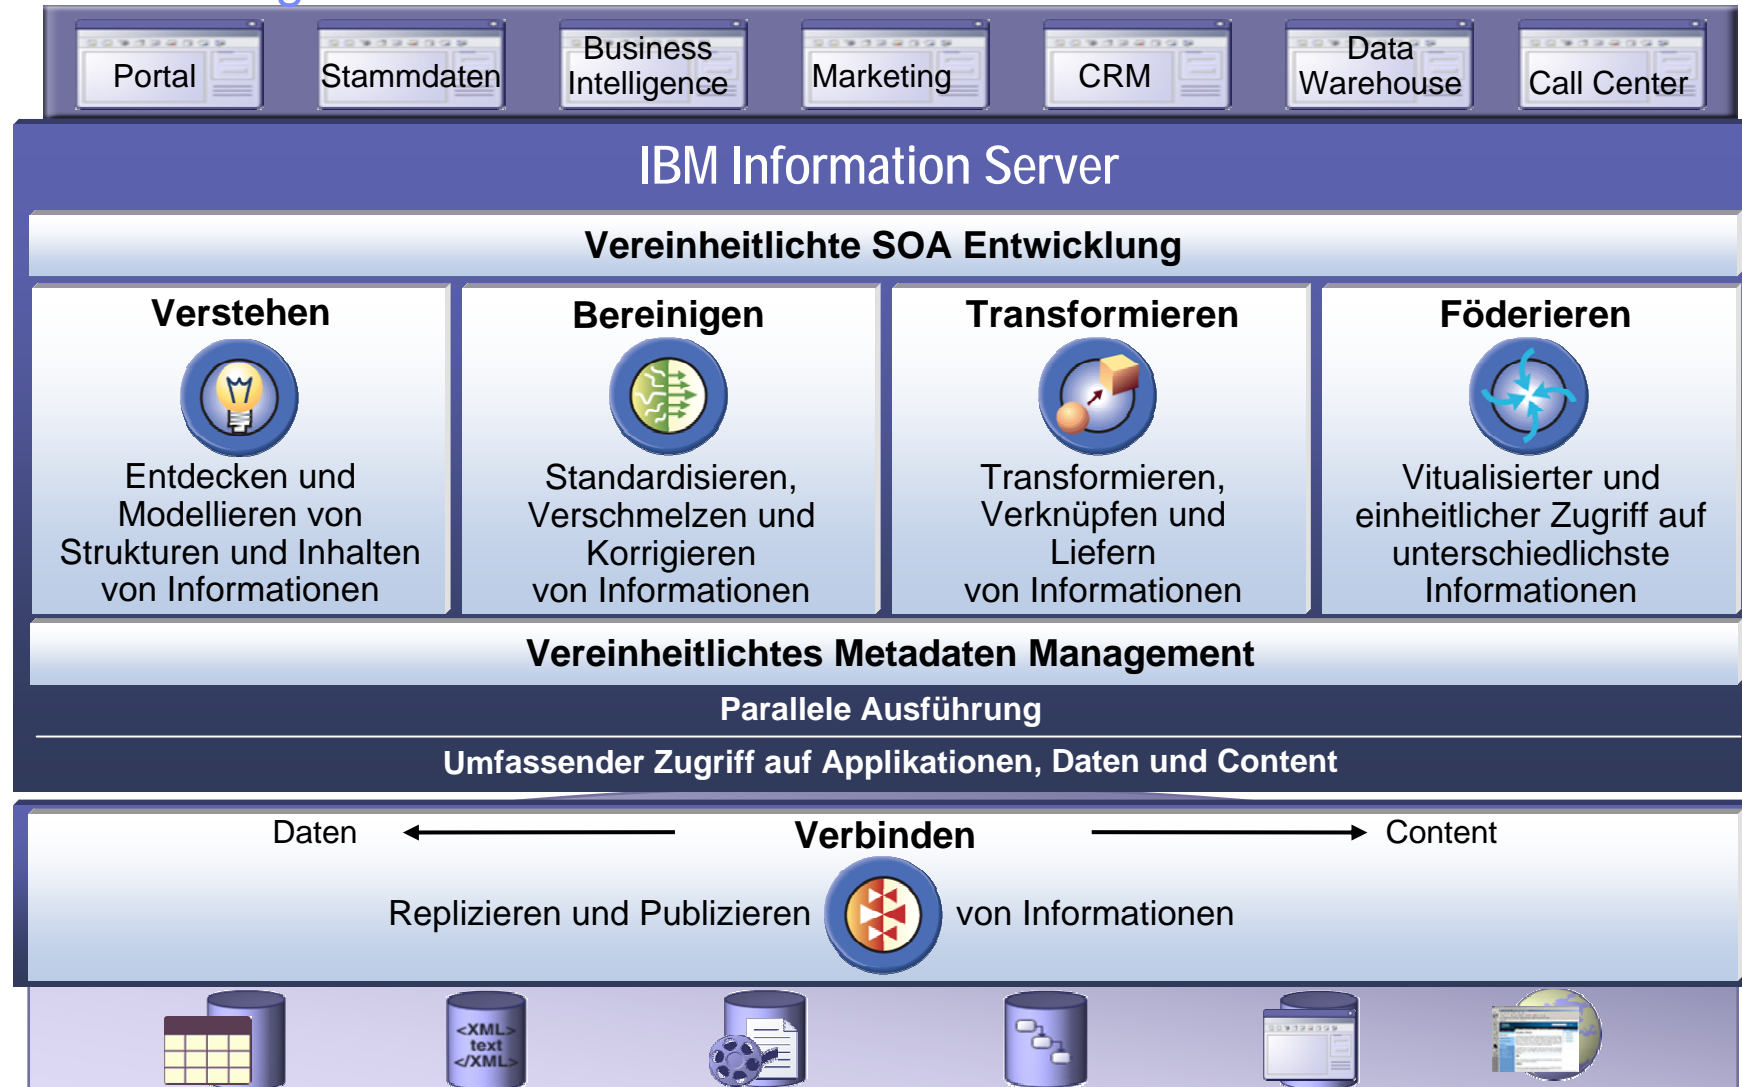 Portal
Stammdaten
Business
Intelligence
Marketing
CRM
Data
Warehouse
Call Center
IBM Information Server
Vereinheitlichte SOA Entwicklung
Verstehen
Entdecken und
Modellieren von
Strukturen und Inhalten
von Informationen
Bereinigen
Standardisieren,
Verschmelzen und
Korrigieren
von Informationen
Transformieren
Transformieren,
Verknüpfen und
Liefern
von Informationen
Föderieren
Vitualisierter und
einheitlicher Zugriff auf
unterschiedlichste
Informationen
Vereinheitlichtes Metadaten Management
Parallele Ausführung
Umfassender Zugriff auf Applikationen, Daten und Content
Daten Verbinden Content
Replizieren und Publizieren von Informationen
<XML>
text
</XML>